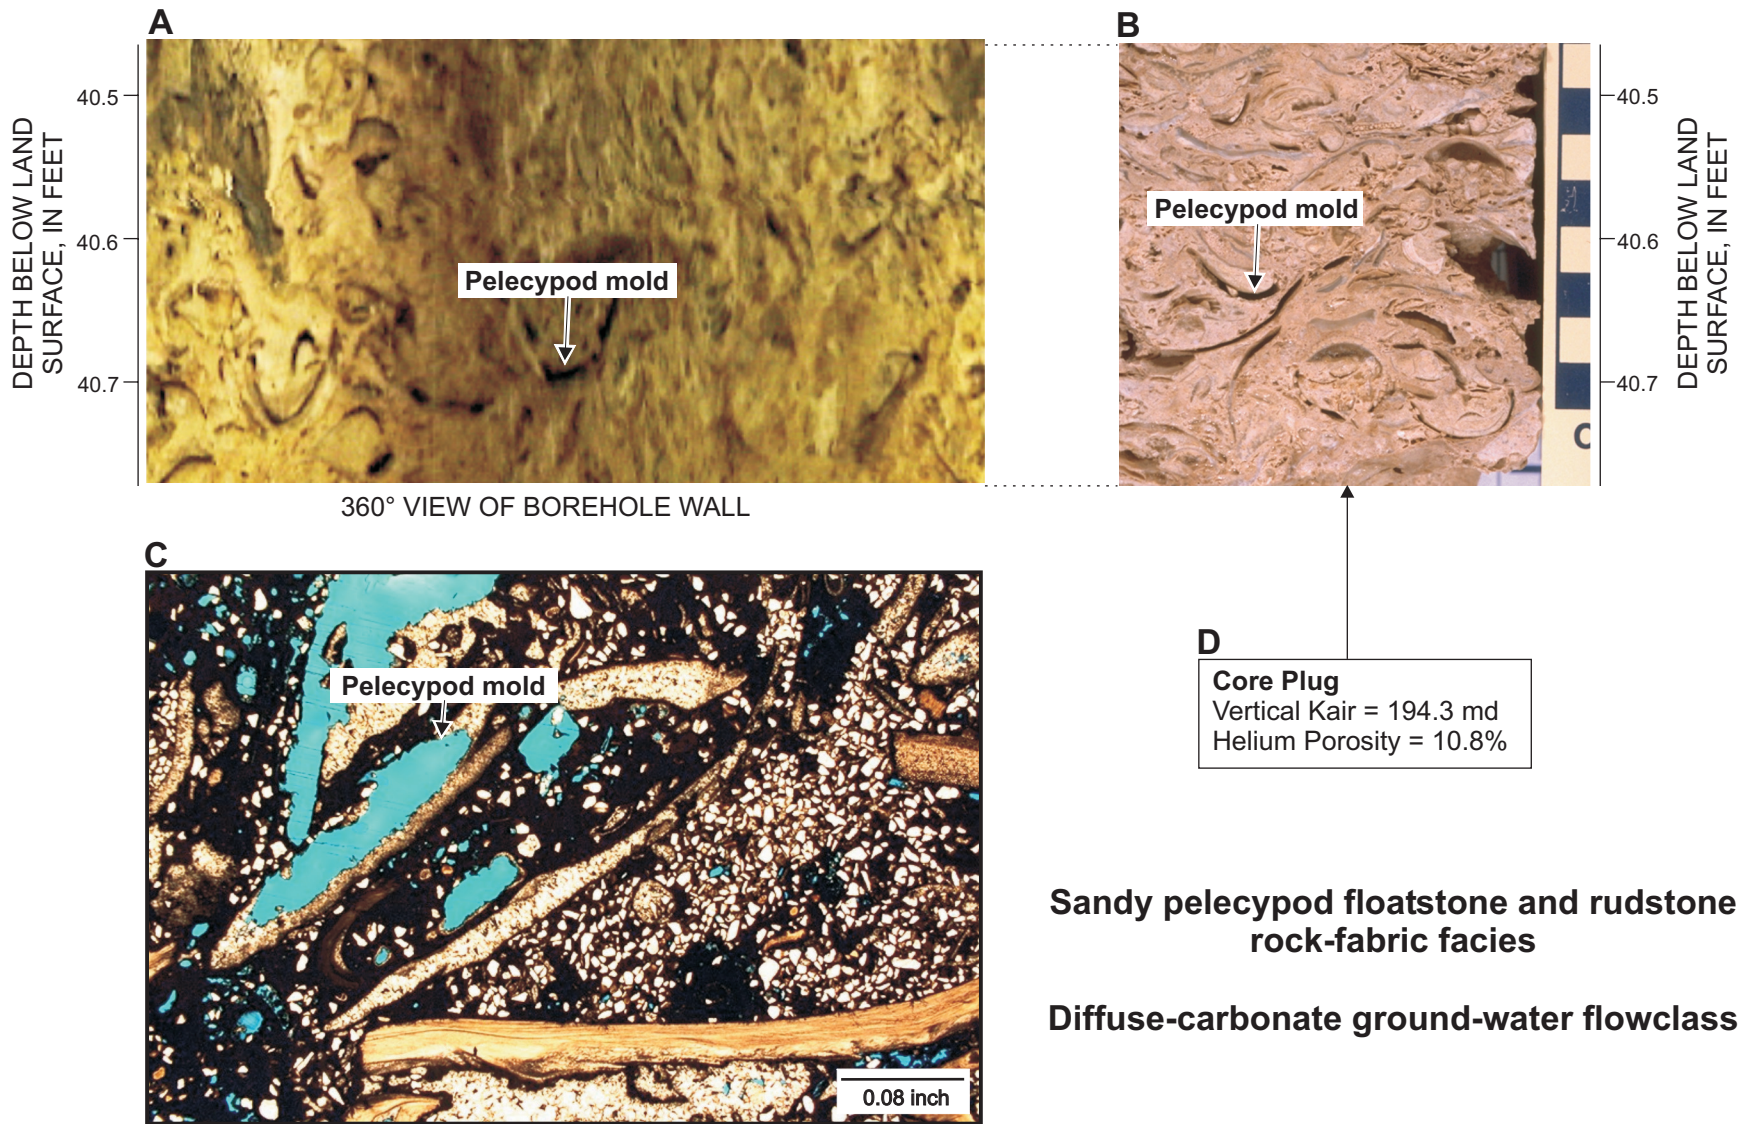 A
B
40.5
40.6
40.7
DEPTH BELOW LAND
SURFACE, IN FEET
Pelecypod mold
360° VIEW OF BOREHOLE WALL
Pelecypod mold
40.5
40.6
40.7
DEPTH BELOW LAND
SURFACE, IN FEET
C
C
Pelecypod mold
0.08 inch
D
Core Plug
Vertical Kair = 194.3 md
Helium Porosity = 10.8%
Sandy pelecypod floatstone and rudstone
rock-fabric facies
Diffuse-carbonate ground-water flowclass